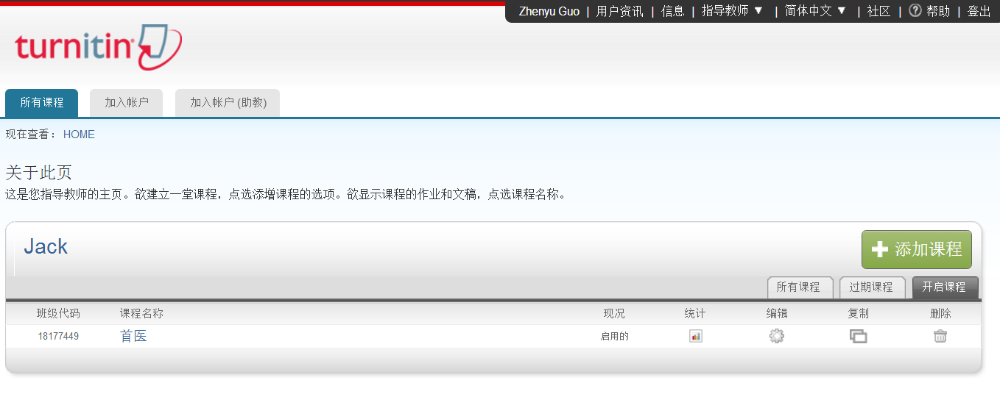 Zhenyu Guo | 用户资讯 | 信息 | 指导教师 ▼ | 简体中文 ▼ | 社区 | ? 帮助 | 登出
turnitin
所有课程 加入帐户 加入帐户 (助教)
现在查看： HOME
关于此页
这是您指导教师的主页。欲建立一堂课程，点选添增课程的选项。欲显示课程的作业和文稿，点选课程名称。
Jack 添加课程
所有课程 过期课程 开启课程
班级代码 课程名称 现况 统计 编辑 复制 删除
18177449 首医 启用的